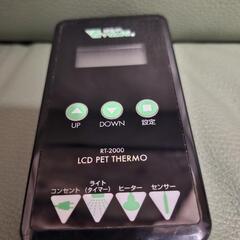 UP
DOWN
設定
RT-2000
LCD PET THERMO
コンセント
ライト
(タイマー)
ヒーター
センサー